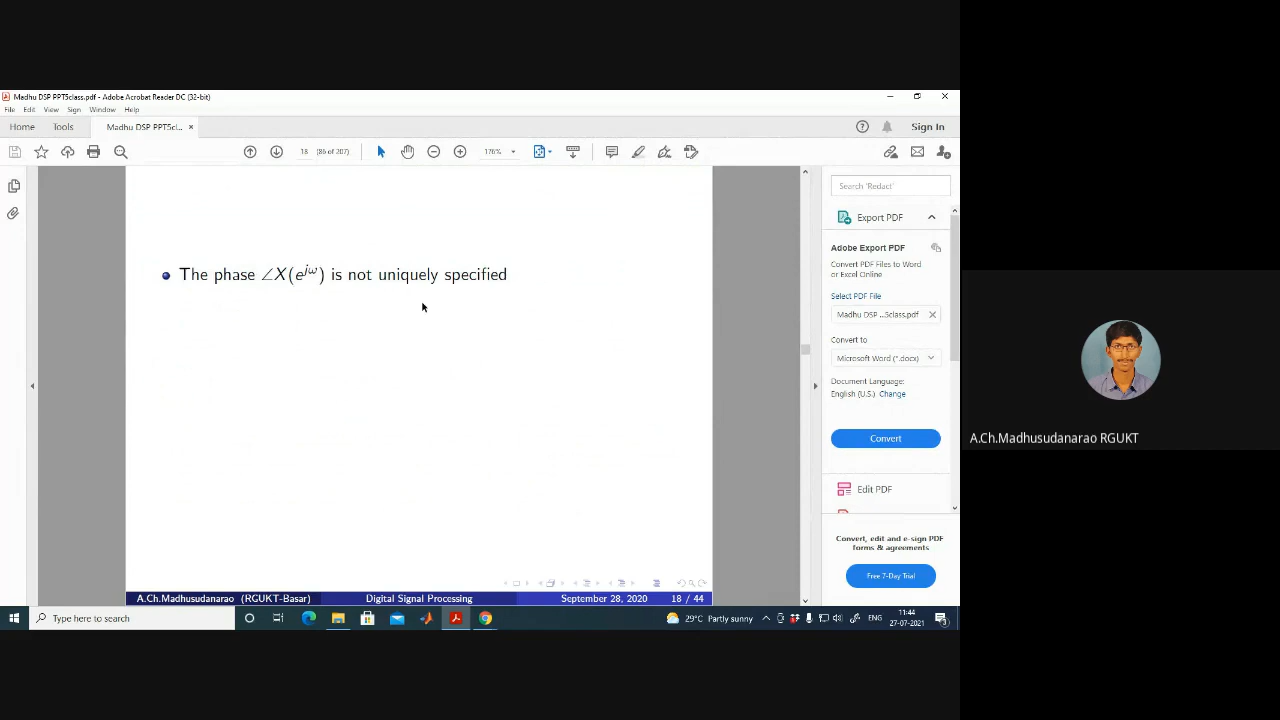 Madhu DSP PPT5class.pdf - Adobe Acrobat Reader DC (32-bit)
File Edit View Sign Window Help
Home Tools Madhu DSP PPT5cl... × Sign In
18 (86 of 207) 176%
Search 'Redact'
Export PDF
Adobe Export PDF
Convert PDF Files to Word
or Excel Online
Select PDF File
Madhu DSP ...5class.pdf ×
Convert to
Microsoft Word (*.docx)
Document Language:
English (U.S.) Change
Convert
Edit PDF
Convert, edit and e-sign PDF
forms & agreements
Free 7-Day Trial
• The phase ∠X(e^{jω}) is not uniquely specified
A.Ch.Madhusudanarao (RGUKT-Basar) Digital Signal Processing September 28, 2020 18 / 44
A.Ch.Madhusudanarao RGUKT
Type here to search 29°C Partly sunny ENG 11:44
27-07-2021 3